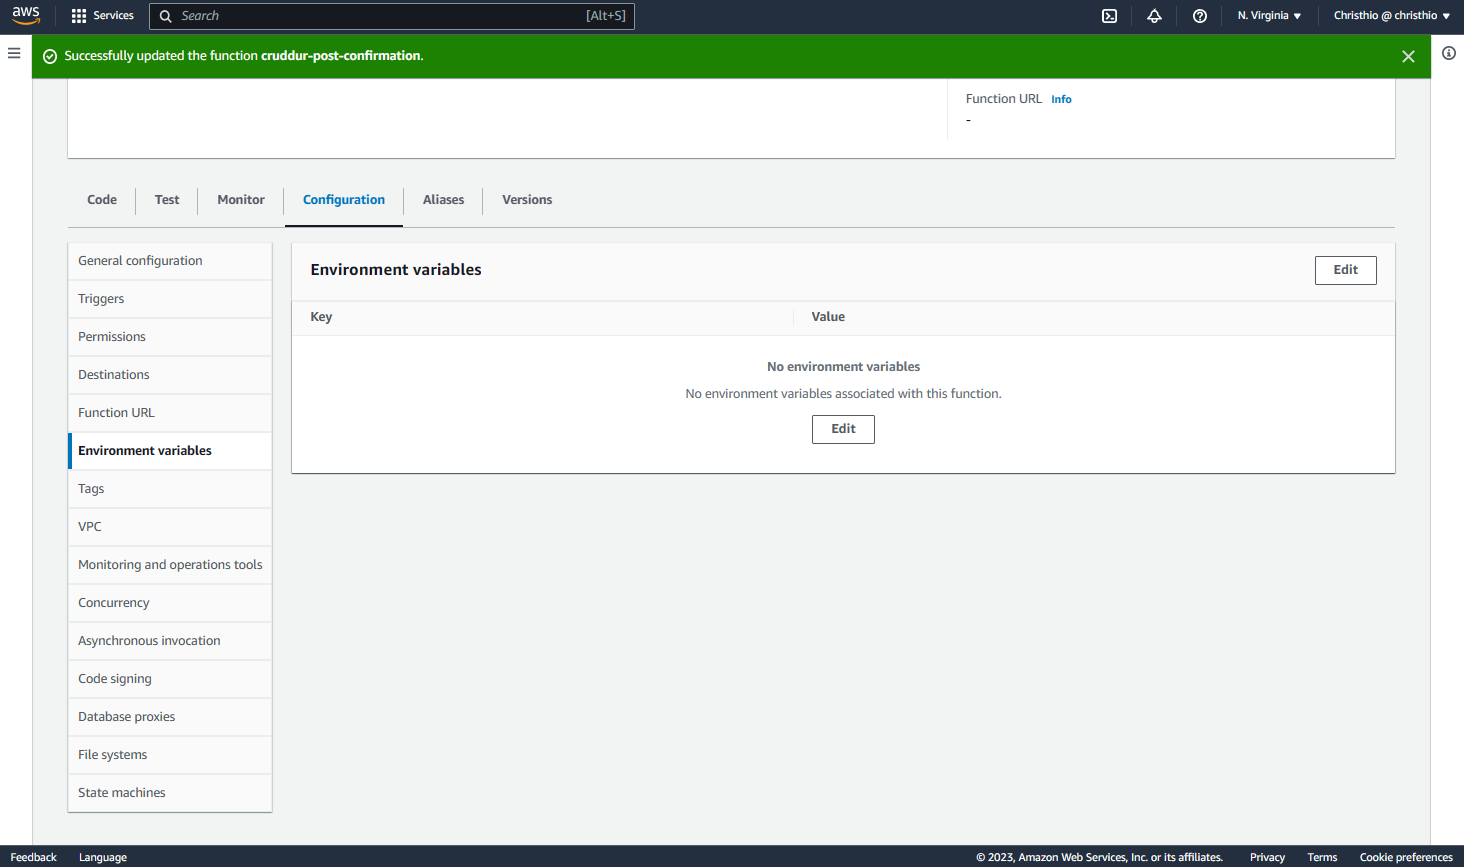 aws
Services
Search
[Alt+S]
N. Virginia
Christhio @ christhio
Successfully updated the function cruddur-post-confirmation.
Function URL Info
-
Code
Test
Monitor
Configuration
Aliases
Versions
General configuration
Triggers
Permissions
Destinations
Function URL
Environment variables
Tags
VPC
Monitoring and operations tools
Concurrency
Asynchronous invocation
Code signing
Database proxies
File systems
State machines
Environment variables
Edit
Key
Value
No environment variables
No environment variables associated with this function.
Edit
Feedback
Language
© 2023, Amazon Web Services, Inc. or its affiliates.
Privacy
Terms
Cookie preferences